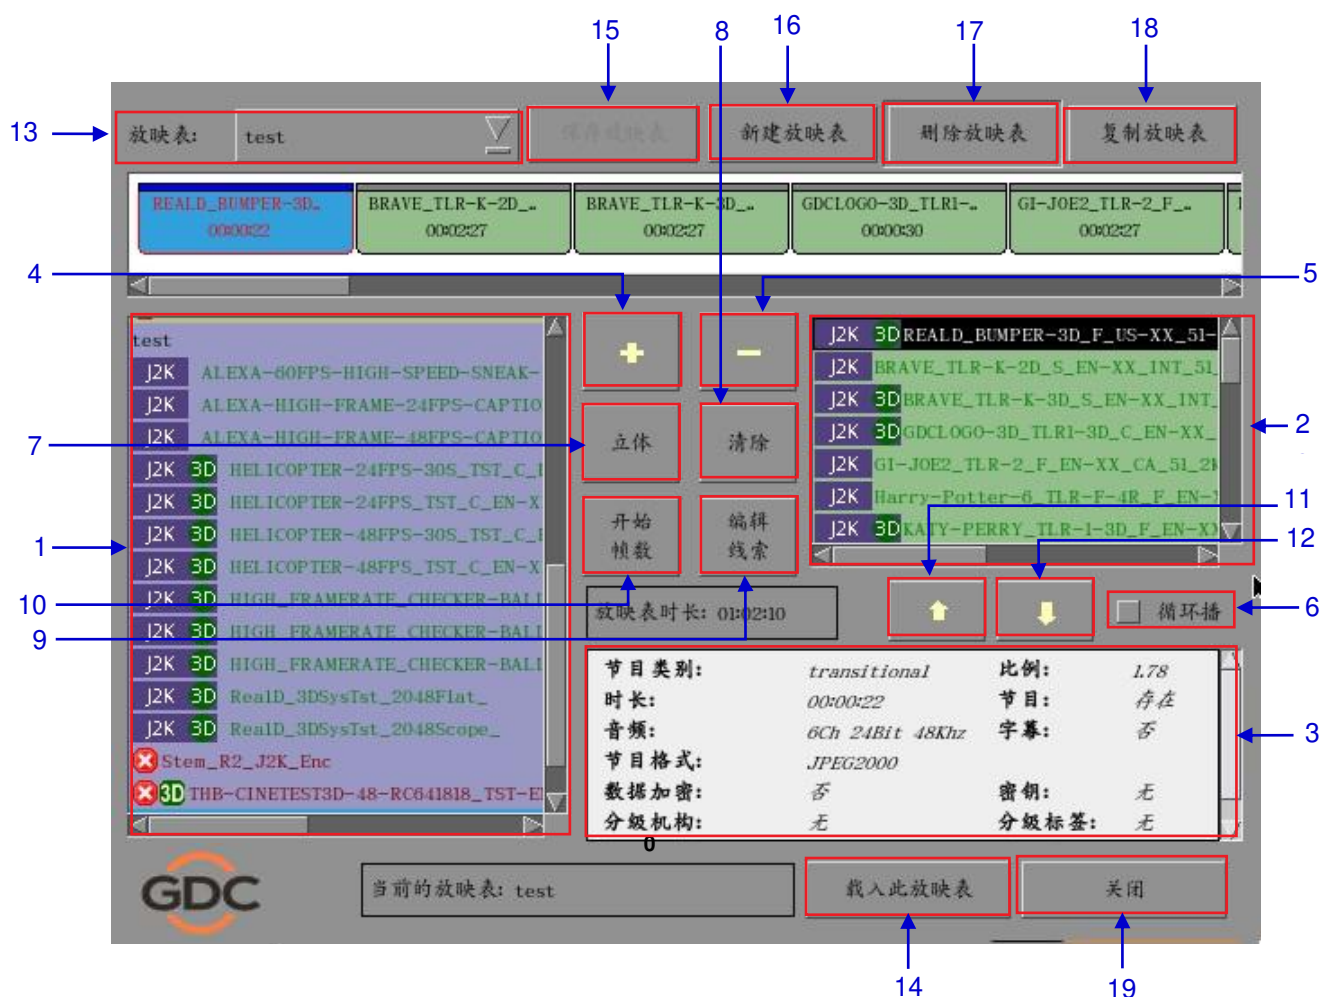 15 8 16 17 18
13
放映表: test 保存放映表 新建放映表 删除放映表 复制放映表
REALD_BUMPER-3D… BRAVE_TLR-K-2D_… BRAVE_TLR-K-3D_… GDCLOGO-3D_TLR1-… GI-JOE2_TLR-2_F_…
00:00:22 00:02:27 00:02:27 00:00:30 00:02:27
4 5
test
J2K ALEXA-60FPS-HIGH-SPEED-SNEAK-
J2K ALEXA-HIGH-FRAME-24FPS-CAPTIO
J2K ALEXA-HIGH-FRAME-48FPS-CAPTIO
J2K 3D HELICOPTER-24FPS-30S_TST_C_
J2K 3D HELICOPTER-24FPS_TST_C_EN-X
J2K 3D HELICOPTER-48FPS-30S_TST_C_
J2K 3D HELICOPTER-48FPS_TST_C_EN-X
J2K 3D HIGH_FRAMERATE_CHECKER-BALL
J2K 3D HIGH_FRAMERATE_CHECKER-BALL
J2K 3D HIGH_FRAMERATE_CHECKER-BALL
J2K 3D RealD_3DSysTst_2048Flat_
J2K 3D RealD_3DSysTst_2048Scope_
Stem_R2_J2K_Enc
3D THB-CINETEST3D-48-RC641818_TST-E
+ −
立体 清除
开始 编辑
帧数 线索
J2K 3D REALD_BUMPER-3D_F_US-XX_51-
J2K BRAVE_TLR-K-2D_S_EN-XX_INT_51_
J2K 3D BRAVE_TLR-K-3D_S_EN-XX_INT_
J2K 3D GDCLOGO-3D_TLR1-3D_C_EN-XX_
J2K GI-JOE2_TLR-2_F_EN-XX_CA_51_2
J2K Harry-Potter-6_TLR-F-4R_F_EN-
J2K 3D KATY-PERRY_TLR-1-3D_F_EN-XX
7 2
11
1 12
10 6
9
放映表时长: 01:02:10 循环播
节目类别: transitional 比例: 1.78
时长: 00:00:22 节目: 存在
音频: 6Ch 24Bit 48Khz 字幕: 否
节目格式: JPEG2000
数据加密: 否 密钥: 无
分级机构: 无 分级标签: 无
3
0
GDC 当前的放映表: test 载入此放映表 关闭
14 19